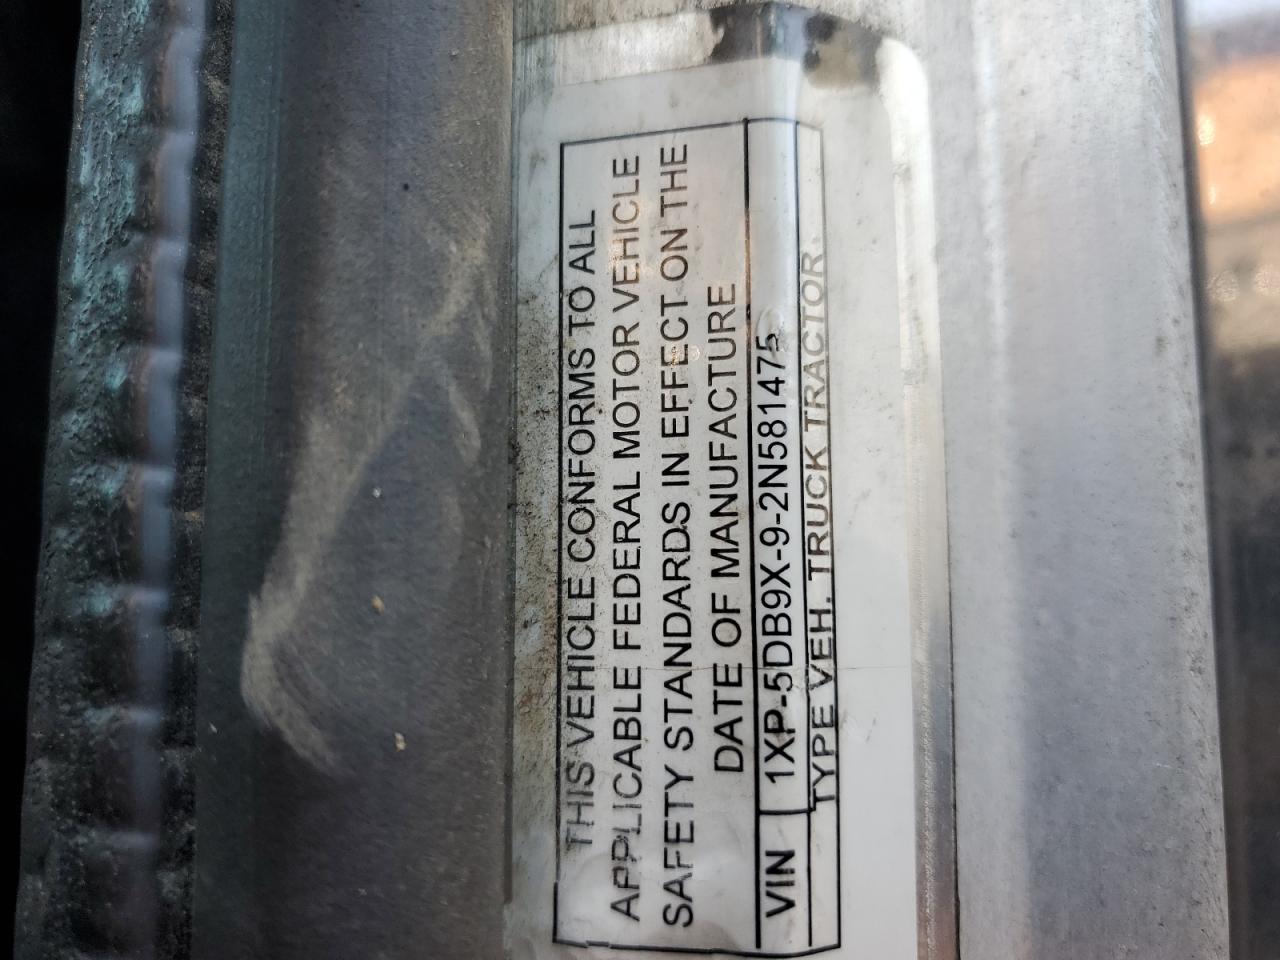 THIS VEHICLE CONFORMS TO ALL
APPLICABLE FEDERAL MOTOR VEHICLE
SAFETY STANDARDS IN EFFECT ON THE
DATE OF MANUFACTURE
VIN 1XP-5DB9X-9-2N581475
TYPE VEH. TRUCK TRACTOR.